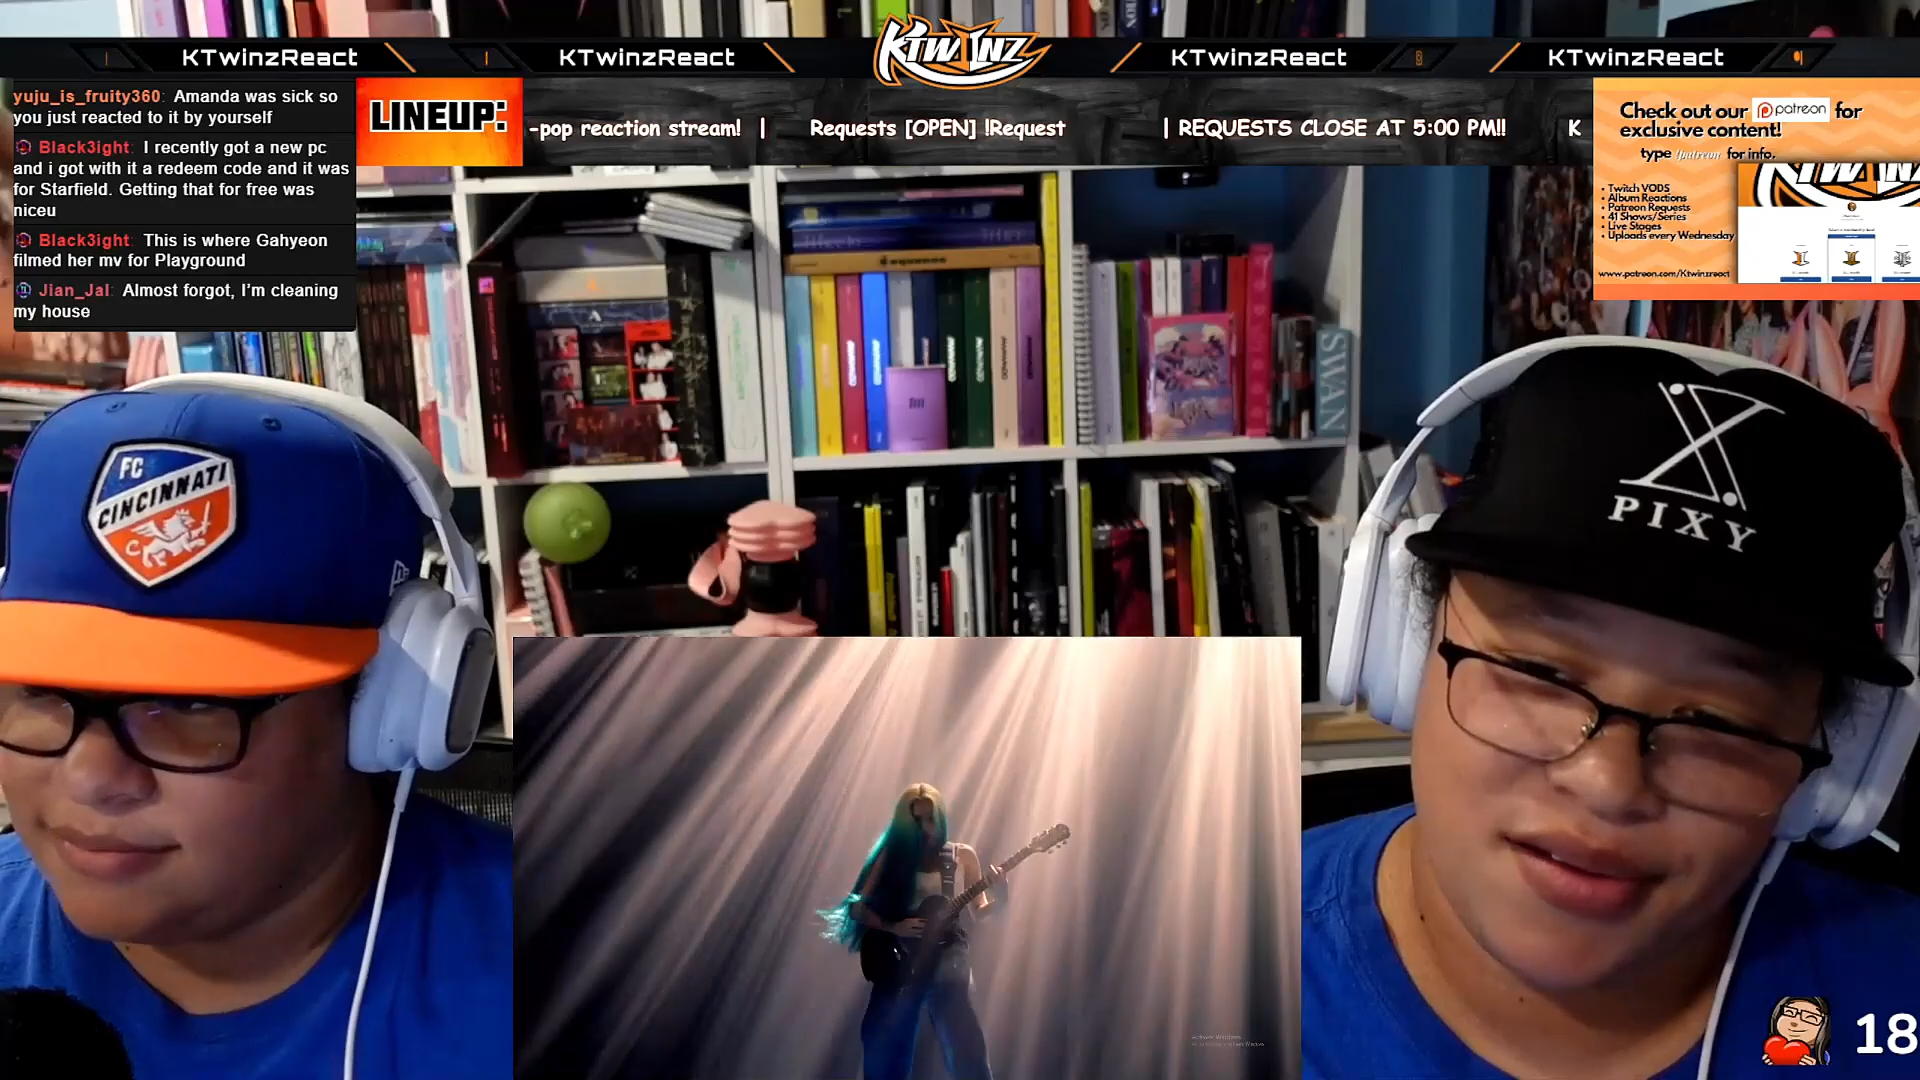 KTwinzReact
KTwinzReact
KTWINZ
KTwinzReact
KTwinzReact
yuju_is_fruity360: Amanda was sick so
you just reacted to it by yourself
Black3ight: I recently got a new pc
and i got with it a redeem code and it was
for Starfield. Getting that for free was
niceu
Black3ight: This is where Gahyeon
filmed her mv for Playground
Jian_Jal: Almost forgot, I'm cleaning
my house
LINEUP:
-pop reaction stream! | Requests [OPEN] !Request | REQUESTS CLOSE AT 5:00 PM!! K
Check out our patreon for
exclusive content!
type !patreon for info.
• Twitch VODS
• Album Reactions
• Patreon Requests
• 41 Shows/Series
• Live Stages
• Uploads every Wednesday
www.patreon.com/Ktwinzreact
SWAN
FC
CINCINNATI
PIXY
Activate Windows
18